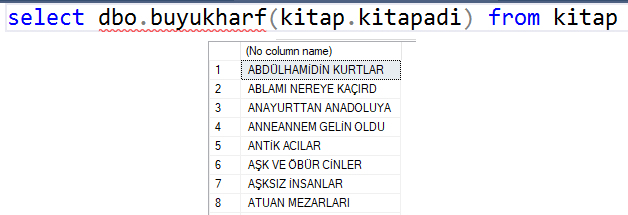 select dbo.buyukharf(kitap.kitapadi) from kitap
(No column name)
1 ABDÜLHAMİDİN KURTLAR
2 ABLAMI NEREYE KAÇIRD
3 ANAYURTTAN ANADOLUYA
4 ANNEANNEM GELİN OLDU
5 ANTİK ACILAR
6 AŞK VE ÖBÜR CİNLER
7 AŞKSIZ İNSANLAR
8 ATUAN MEZARLARI